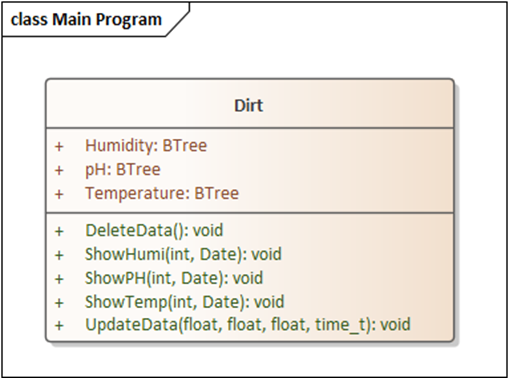 class Main Program
Dirt
+ Humidity: BTree
+ pH: BTree
+ Temperature: BTree
+ DeleteData(): void
+ ShowHumi(int, Date): void
+ ShowPH(int, Date): void
+ ShowTemp(int, Date): void
+ UpdateData(float, float, float, time_t): void